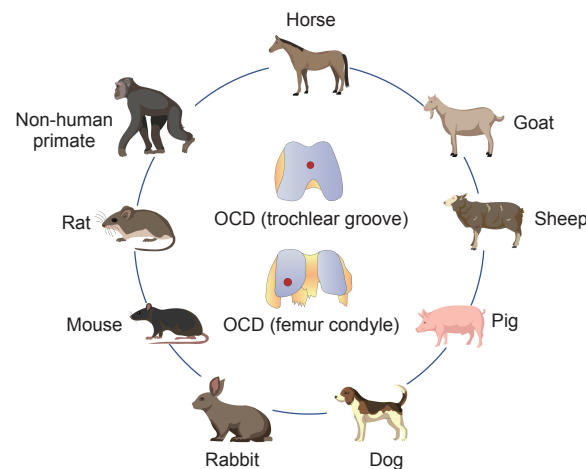 Horse
Non-human
primate
Goat
Rat
OCD (trochlear groove)
Sheep
Mouse
OCD (femur condyle)
Pig
Rabbit
Dog